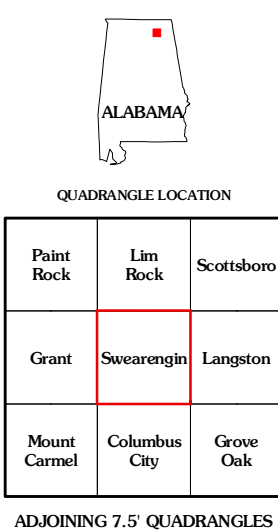 ALABAMA
QUADRANGLE LOCATION
Paint
Rock
Lim
Rock
Scottsboro
Grant
Swearengin
Langston
Mount
Carmel
Columbus
City
Grove
Oak
ADJOINING 7.5' QUADRANGLES